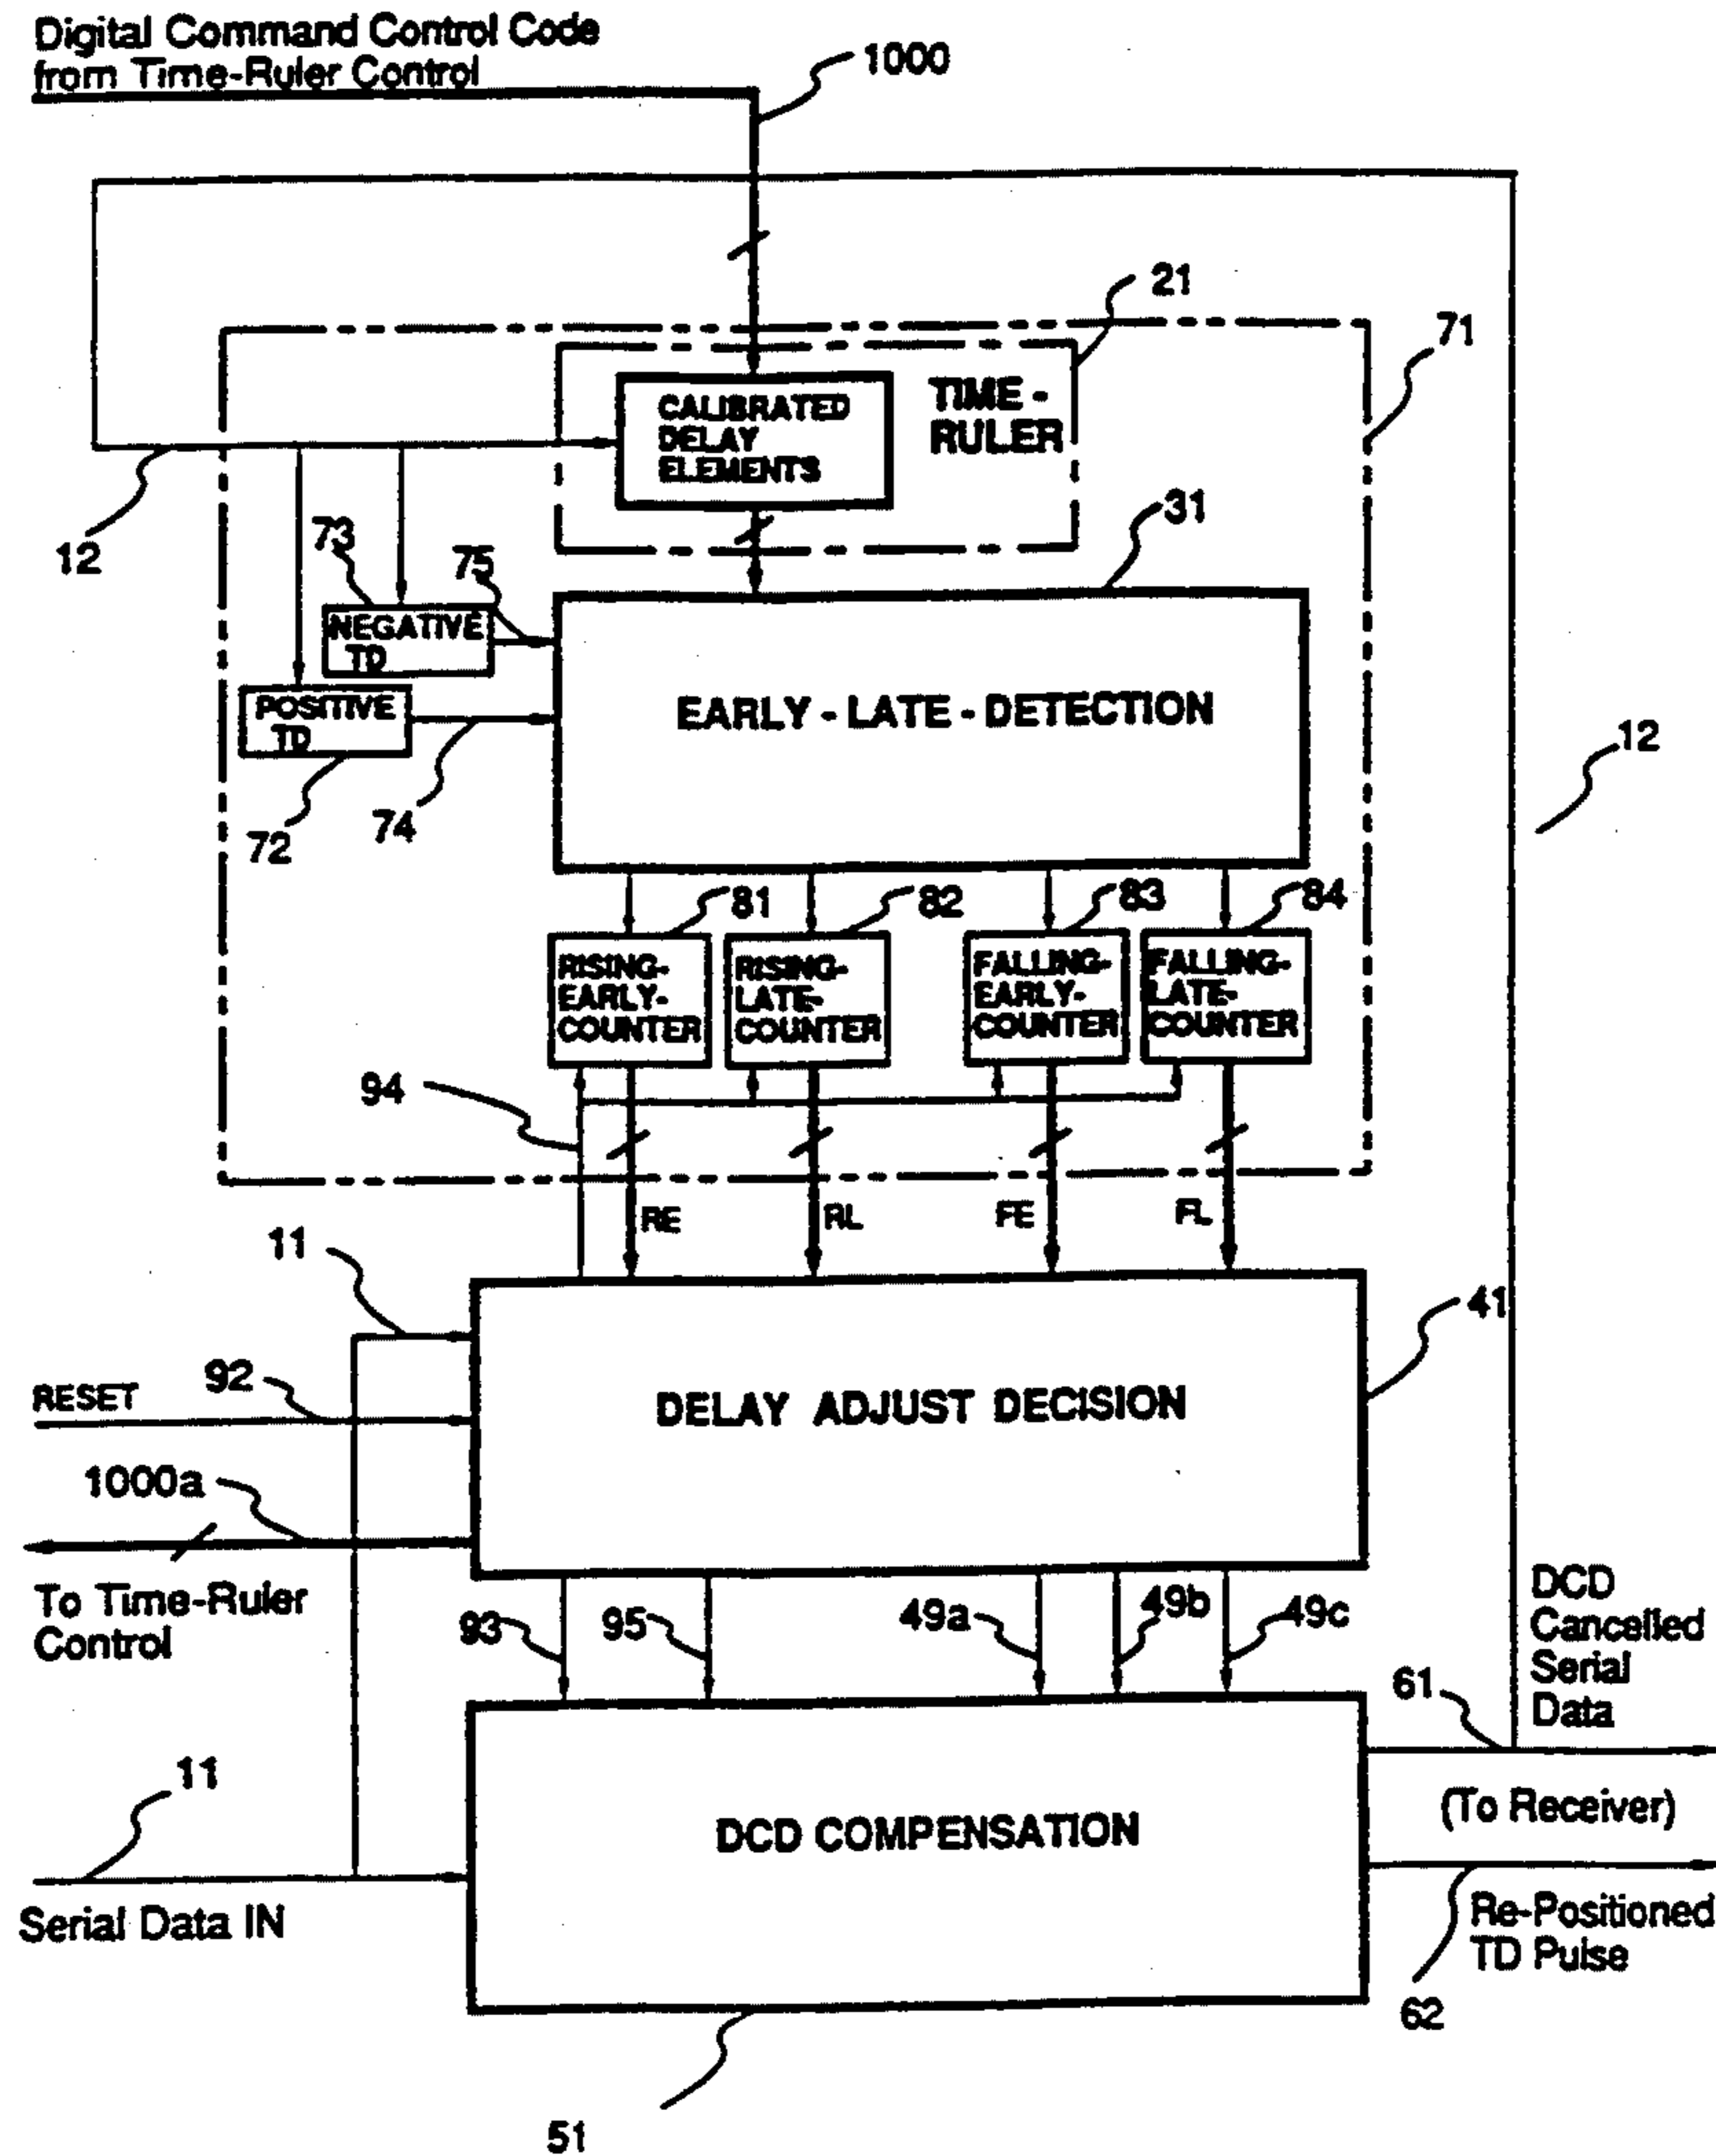 Digital Command Control Code
from Time-Ruler Control
1000
21
71
CALIBRATED
DELAY
ELEMENTS
TIME -
RULER
12
73
75
31
NEGATIVE
TD
POSITIVE
TD
EARLY - LATE - DETECTION
12
72
74
81
82
83
84
RISING-
EARLY-
COUNTER
RISING-
LATE-
COUNTER
FALLING-
EARLY-
COUNTER
FALLING-
LATE-
COUNTER
94
RE
RL
FE
FL
11
41
RESET
92
DELAY ADJUST DECISION
1000a
To Time-Ruler
Control
93
95
49a
49b
49c
DCD
Cancelled
Serial
Data
61
11
(To Receiver)
DCD COMPENSATION
Serial Data IN
Re-Positioned
TD Pulse
62
51